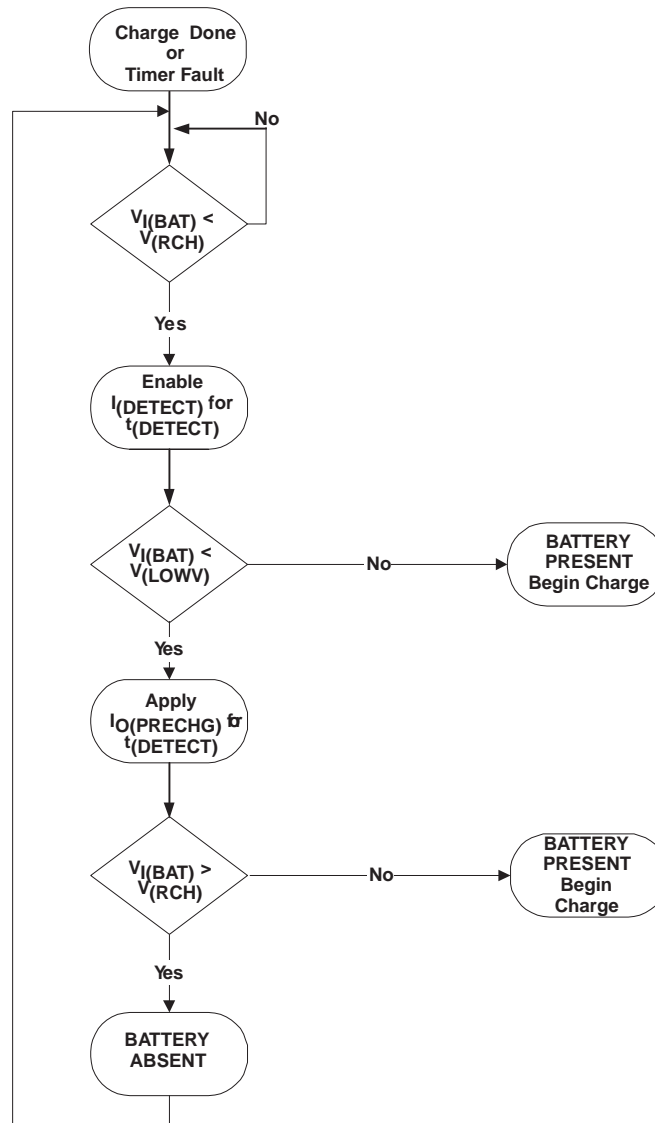 Charge Done
or
Timer Fault
No
VI(BAT) <
V(RCH)
Yes
Enable
I(DETECT) for
t(DETECT)
VI(BAT) <
V(LOWV)
No
BATTERY
PRESENT
Begin Charge
Yes
Apply
IO(PRECHG) for
t(DETECT)
VI(BAT) >
V(RCH)
No
BATTERY
PRESENT
Begin
Charge
Yes
BATTERY
ABSENT